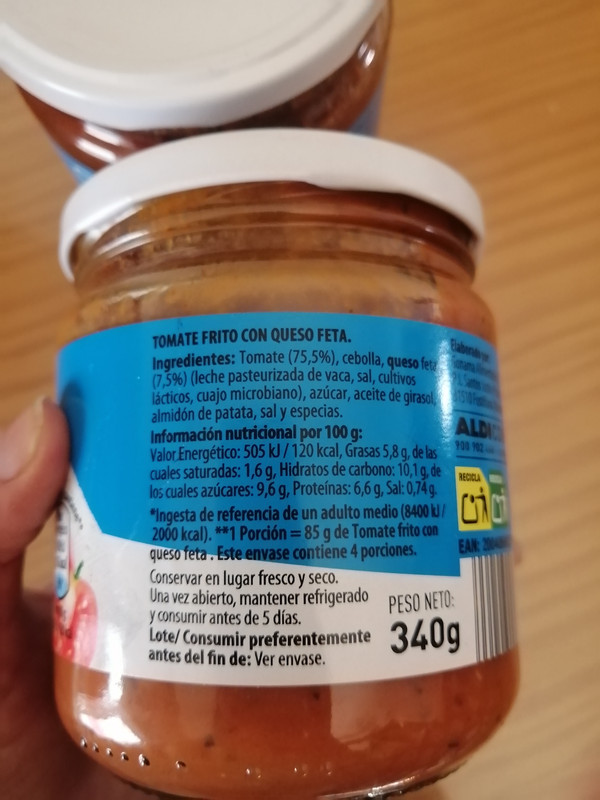 TOMATE FRITO CON QUESO FETA.
Ingredientes: Tomate (75,5%), cebolla, queso feta
(7,5%) (leche pasteurizada de vaca, sal, cultivos
lácticos, cuajo microbiano), azúcar, aceite de girasol,
almidón de patata, sal y especias.
Información nutricional por 100 g:
Valor Energético: 505 kJ / 120 kcal, Grasas 5,8 g, de las
cuales saturadas: 1,6 g, Hidratos de carbono: 10,1 g, de
los cuales azúcares: 9,6 g, Proteínas: 6,6 g, Sal: 0,74 g.
*Ingesta de referencia de un adulto medio (8400 kJ /
2000 kcal). **1 Porción = 85 g de Tomate frito con
queso feta . Este envase contiene 4 porciones.
Conservar en lugar fresco y seco.
Una vez abierto, mantener refrigerado
y consumir antes de 5 días.
Lote/ Consumir preferentemente
antes del fin de: Ver envase.
PESO NETO:
340g
Elaborado
ALDI
900 902
RECICLA
EAN: